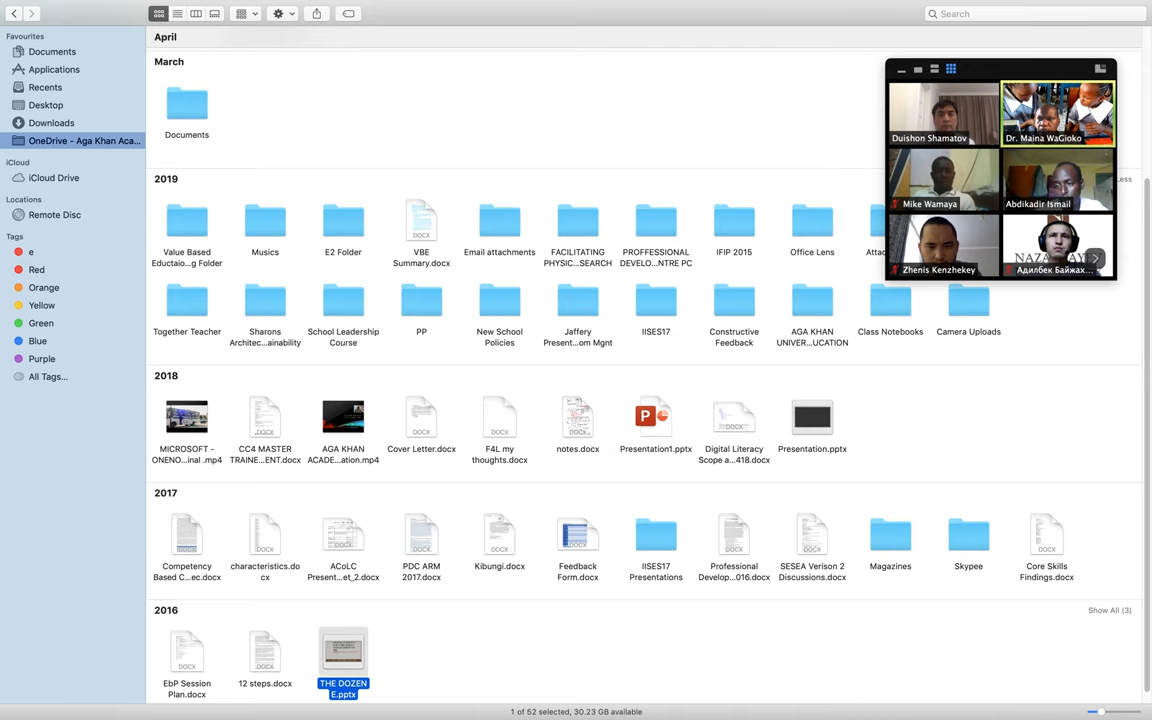 Search
Favourites
Documents
Applications
Recents
Desktop
Downloads
OneDrive - Aga Khan Aca...
iCloud
iCloud Drive
Locations
Remote Disc
Tags
e
Red
Orange
Yellow
Green
Blue
Purple
All Tags...
April
March
Documents
2019
Less
Value Based
Eductaio...g Folder
Musics
E2 Folder
VBE
Summary.docx
Email attachments
FACILITATING
PHYSIC...SEARCH
PROFFESSIONAL
DEVELO...NTRE PC
IFIP 2015
Office Lens
Together Teacher
Sharons
Architec...ainability
School Leadership
Course
PP
New School
Policies
Jaffery
Present...om Mgnt
IISES17
Constructive
Feedback
AGA KHAN
UNIVER...UCATION
Class Notebooks
Camera Uploads
2018
MICROSOFT -
ONENO...inal .mp4
CC4 MASTER
TRAINE...ENT.docx
AGA KHAN
ACADE...ation.mp4
Cover Letter.docx
F4L my
thoughts.docx
notes.docx
Presentation1.pptx
Digital Literacy
Scope a...418.docx
Presentation.pptx
2017
Competency
Based C...ec.docx
characteristics.do
cx
ACoLC
Present...et_2.docx
PDC ARM
2017.docx
Kibungi.docx
Feedback
Form.docx
IISES17
Presentations
Professional
Develop...016.docx
SESEA Verison 2
Discussions.docx
Magazines
Skypee
Core Skills
Findings.docx
2016
Show All (3)
EbP Session
Plan.docx
12 steps.docx
THE DOZEN
E.pptx
1 of 52 selected, 30.23 GB available
Duishon Shamatov
Dr. Maina WaGioko
Mike Wamaya
Abdikadir Ismail
Zhenis Kenzhekey
Адилбек Байжах...